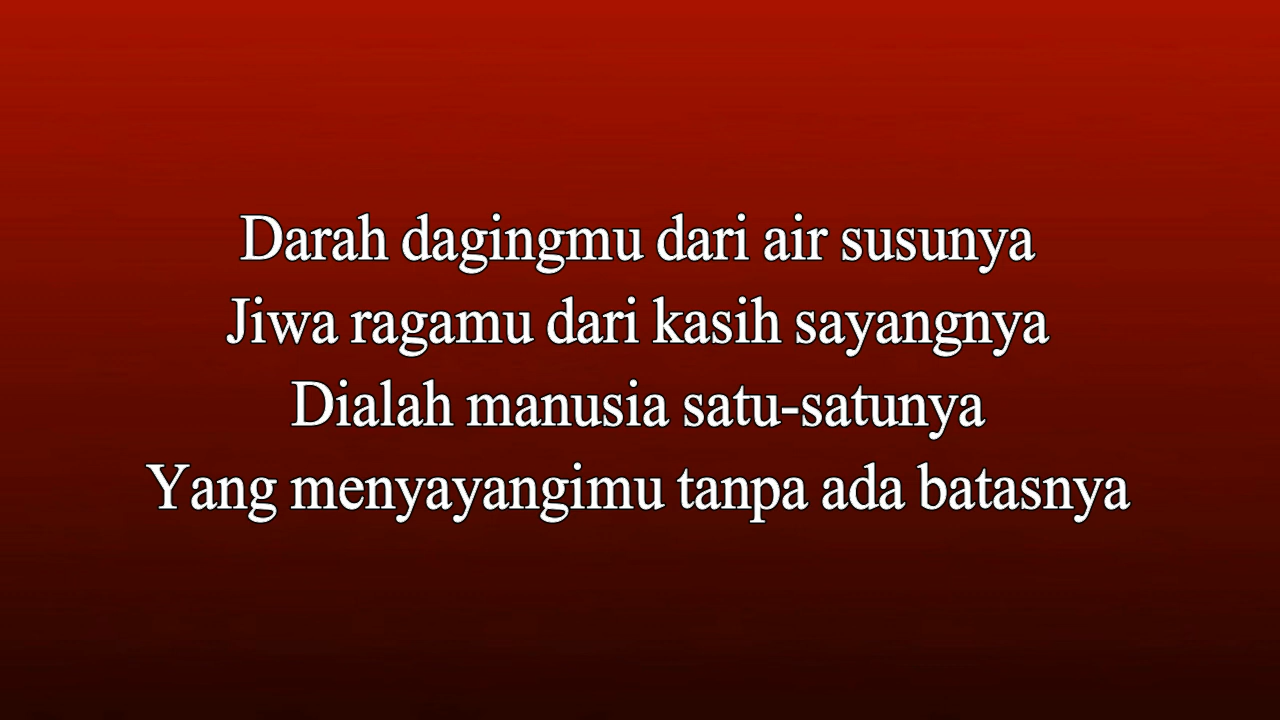 Darah dagingmu dari air susunya
Jiwa ragamu dari kasih sayangnya
Dialah manusia satu-satunya
Yang menyayangimu tanpa ada batasnya